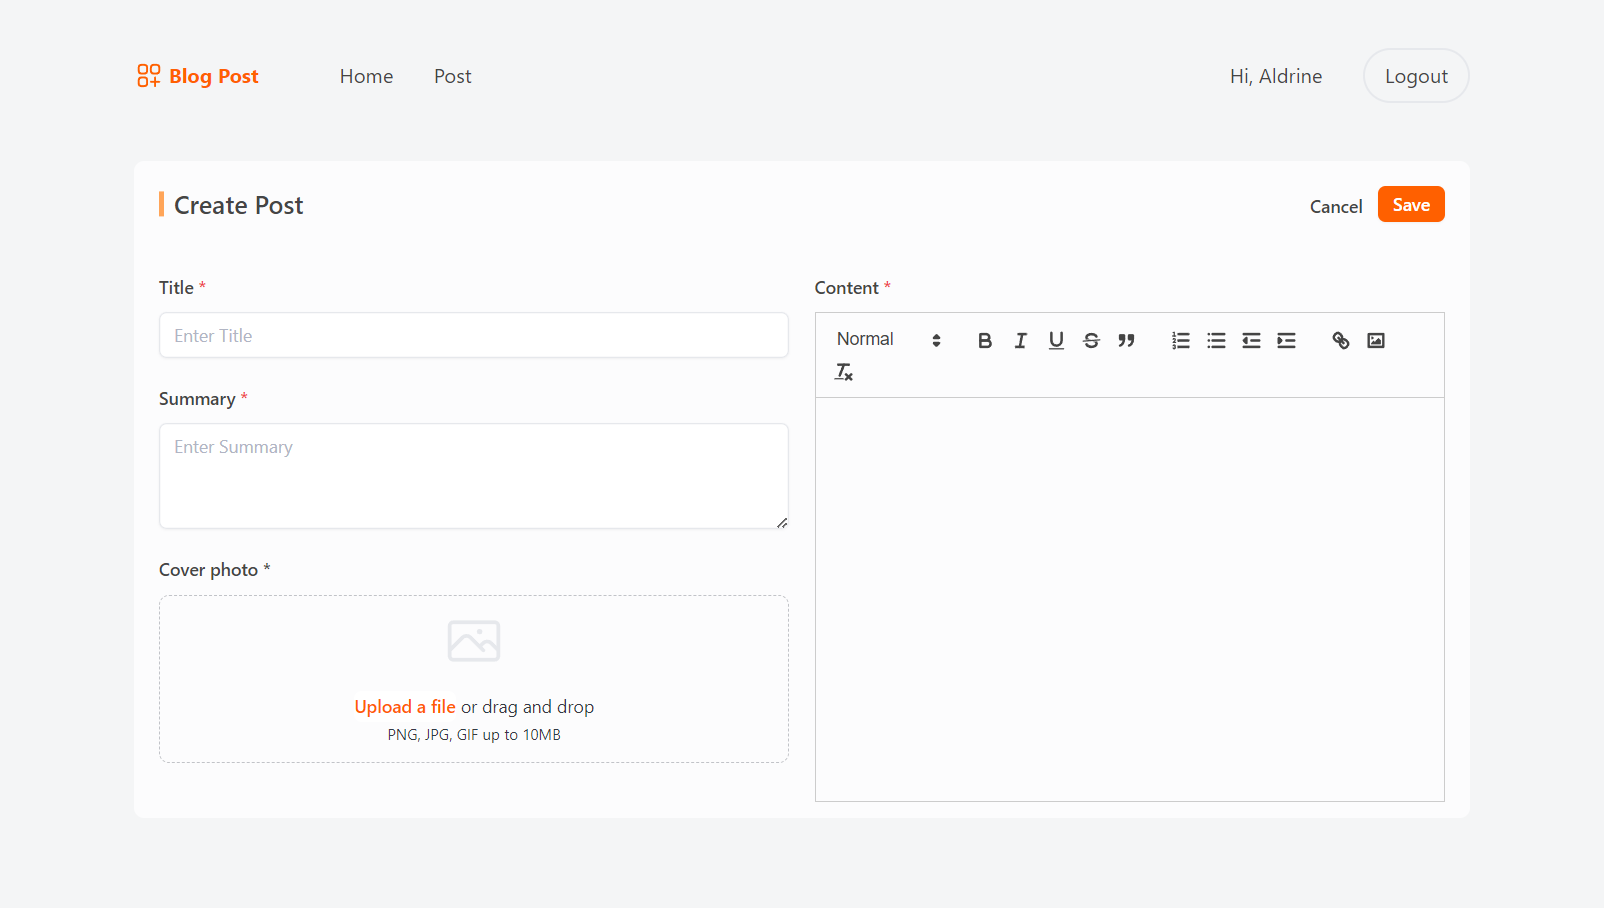 Blog Post
Home
Post
Hi, Aldrine
Logout
Create Post
Cancel
Save
Title *
Enter Title
Summary *
Enter Summary
Cover photo *
Upload a file or drag and drop
PNG, JPG, GIF up to 10MB
Content *
Normal